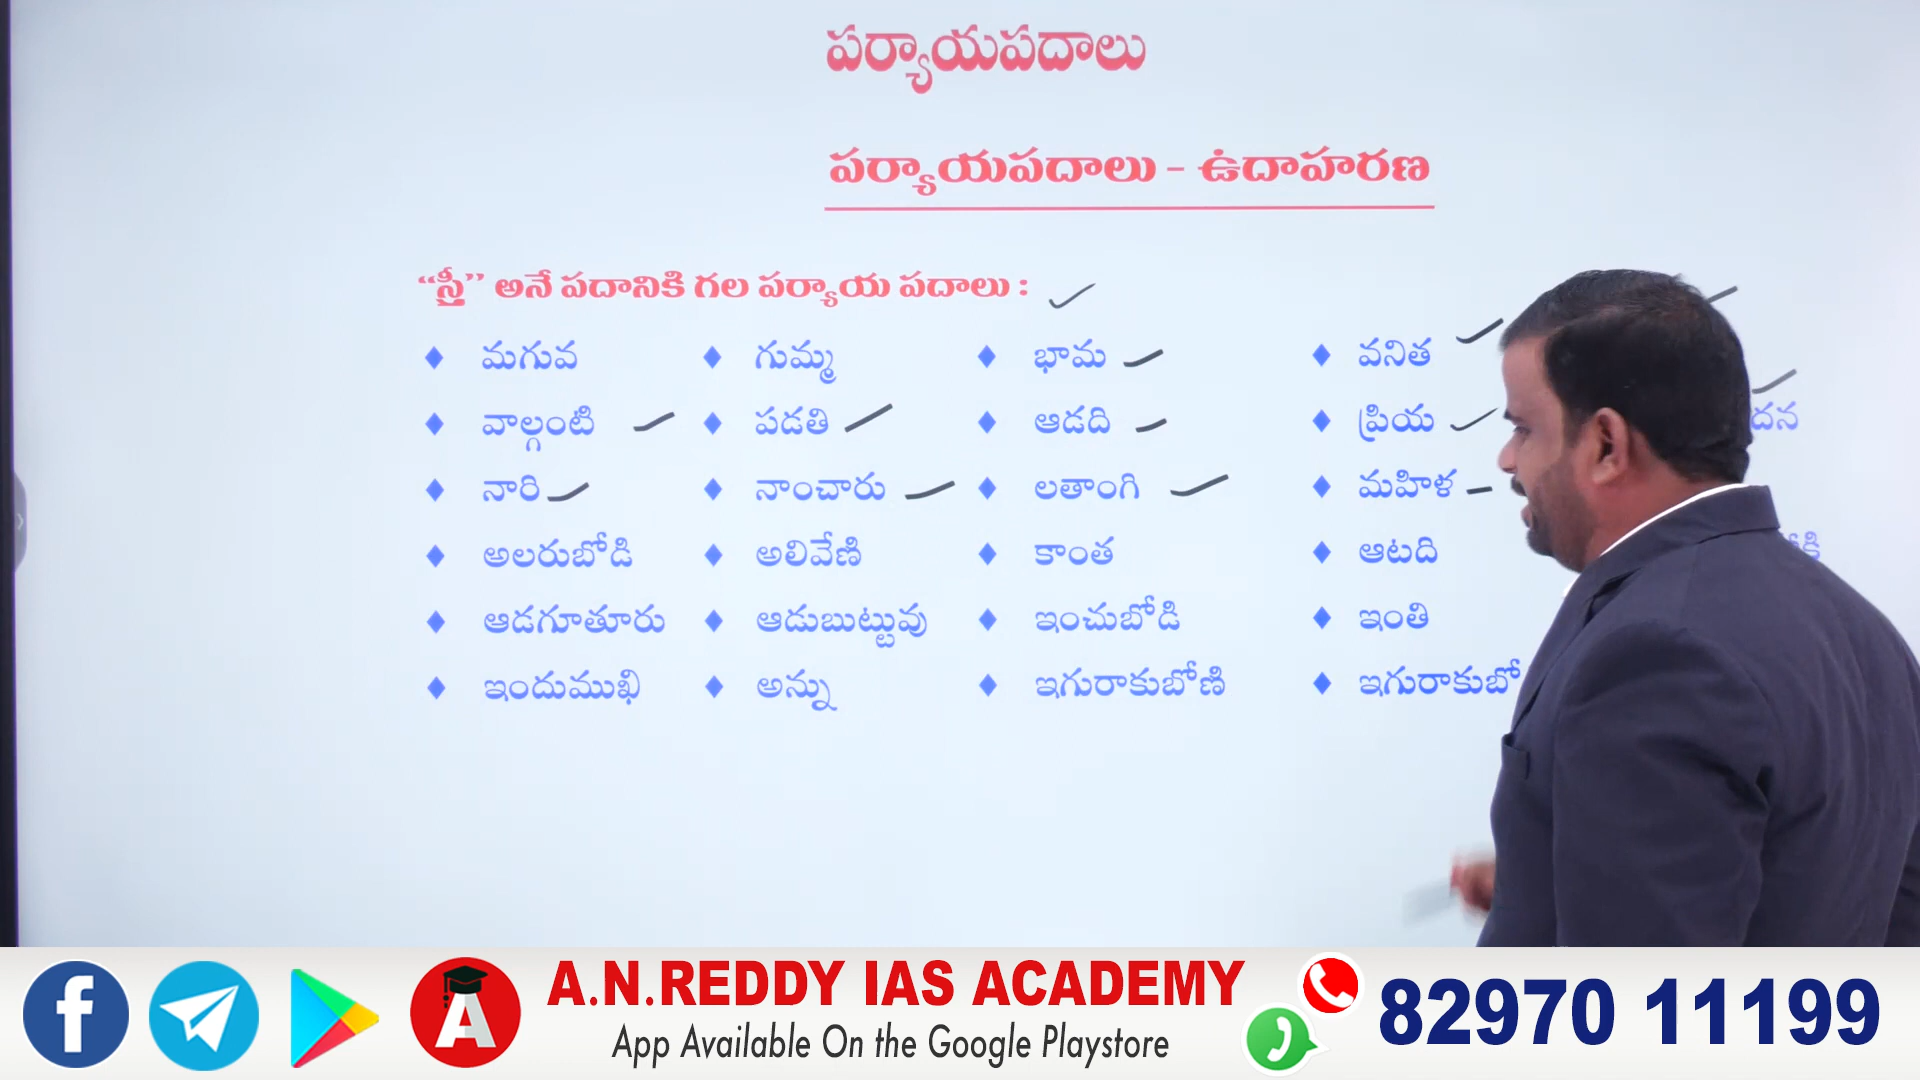 పర్యాయపదాలు
పర్యాయపదాలు - ఉదాహరణ
“స్త్రీ” అనే పదానికి గల పర్యాయ పదాలు :
♦ మగువ ♦ గుమ్మ ♦ భామ ♦ వనిత
♦ వాల్గంటి ♦ పడతి ♦ ఆడది ♦ ప్రియ
♦ నారి ♦ నాంచారు ♦ లతాంగి ♦ మహిళ
♦ అలరుబోడి ♦ అలివేణి ♦ కాంత ♦ ఆటది
♦ ఆడగూతూరు ♦ ఆడుబుట్టువు ♦ ఇంచుబోడి ♦ ఇంతి
♦ ఇందుముఖి ♦ అన్ను ♦ ఇగురాకుబోణి
A.N.REDDY IAS ACADEMY
App Available On the Google Playstore
82970 11199